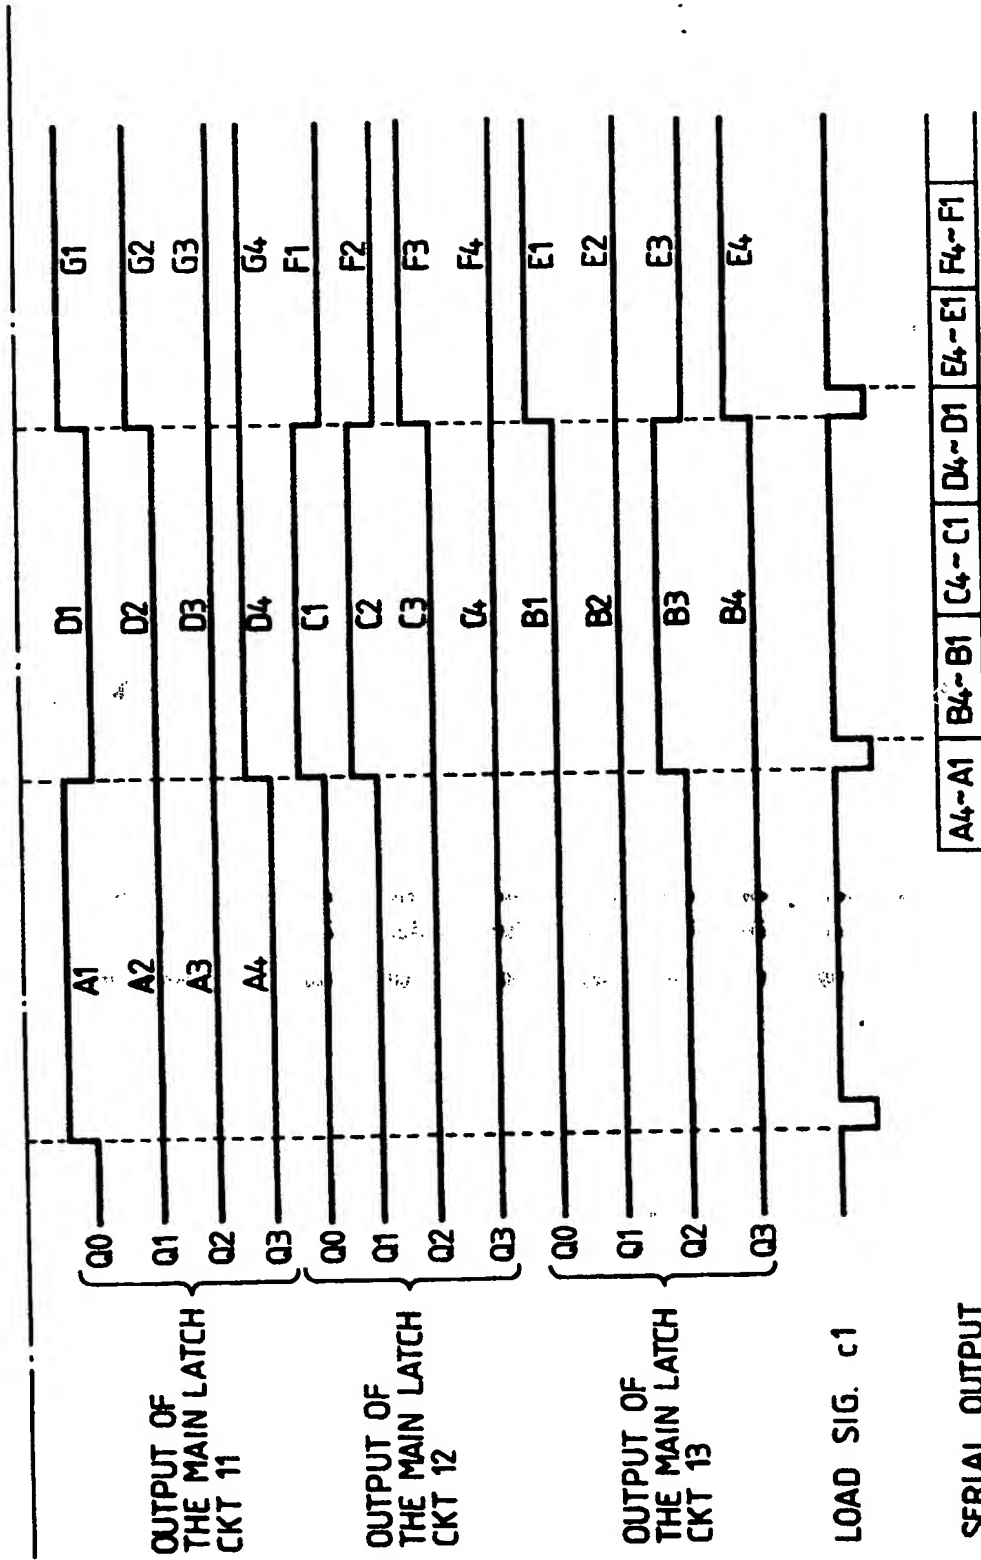 OUTPUT OF
THE MAIN LATCH
CKT 11
Q0 A1 D1 G1
Q1 A2 D2 G2
Q2 A3 D3 G3
Q3 A4 D4 G4
OUTPUT OF
THE MAIN LATCH
CKT 12
Q0 C1 F1
Q1 C2 F2
Q2 C3 F3
Q3 C4 F4
OUTPUT OF
THE MAIN LATCH
CKT 13
Q0 B1 E1
Q1 B2 E2
Q2 B3 E3
Q3 B4 E4
LOAD SIG. c1
SERIAL OUTPUT
A4~A1 B4~B1 C4~C1 D4~D1 E4~E1 F4~F1